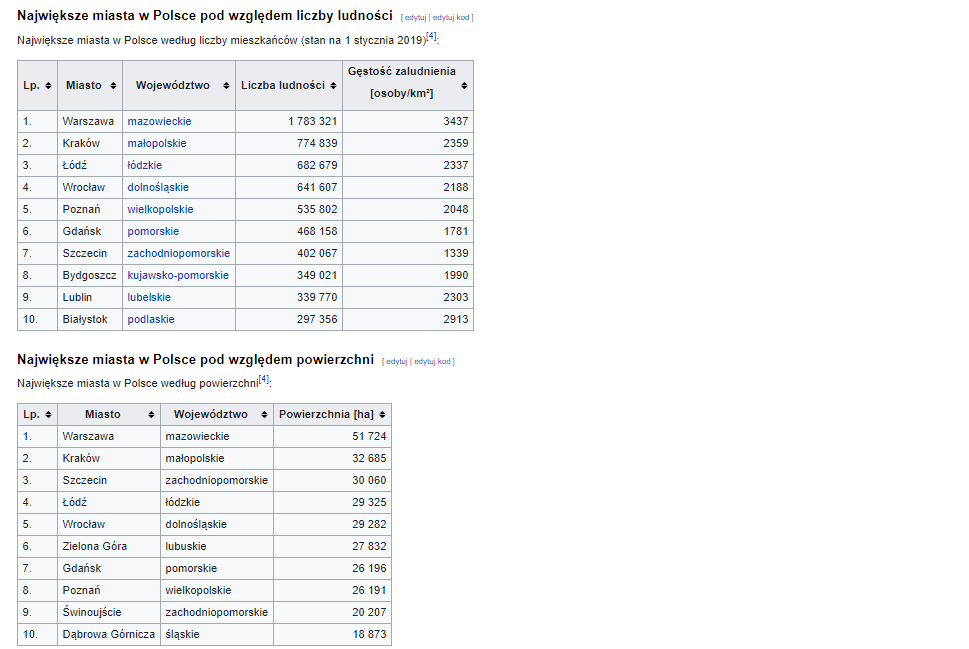 Największe miasta w Polsce pod względem liczby ludności [ edytuj | edytuj kod ]
Największe miasta w Polsce według liczby mieszkańców (stan na 1 stycznia 2019)[4]:
Lp. Miasto Województwo Liczba ludności Gęstość zaludnienia
[osoby/km²]
1. Warszawa mazowieckie 1 783 321 3437
2. Kraków małopolskie 774 839 2359
3. Łódź łódzkie 682 679 2337
4. Wrocław dolnośląskie 641 607 2188
5. Poznań wielkopolskie 535 802 2048
6. Gdańsk pomorskie 468 158 1781
7. Szczecin zachodniopomorskie 402 067 1339
8. Bydgoszcz kujawsko-pomorskie 349 021 1990
9. Lublin lubelskie 339 770 2303
10. Białystok podlaskie 297 356 2913
Największe miasta w Polsce pod względem powierzchni [ edytuj | edytuj kod ]
Największe miasta w Polsce według powierzchni[4]:
Lp. Miasto Województwo Powierzchnia [ha]
1. Warszawa mazowieckie 51 724
2. Kraków małopolskie 32 685
3. Szczecin zachodniopomorskie 30 060
4. Łódź łódzkie 29 325
5. Wrocław dolnośląskie 29 282
6. Zielona Góra lubuskie 27 832
7. Gdańsk pomorskie 26 196
8. Poznań wielkopolskie 26 191
9. Świnoujście zachodniopomorskie 20 207
10. Dąbrowa Górnicza śląskie 18 873